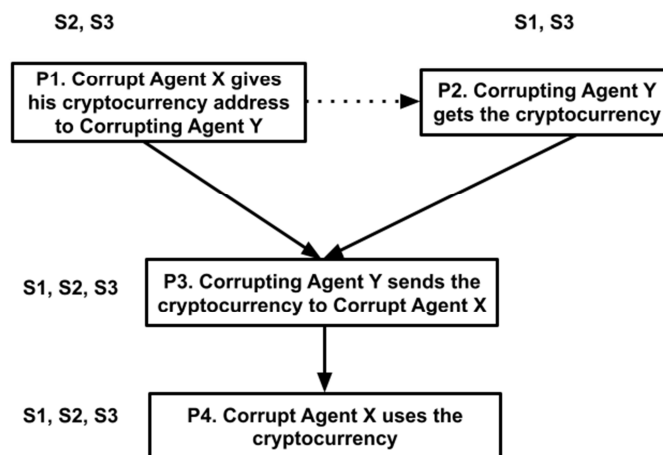 S2, S3
S1, S3
P1. Corrupt Agent X gives
his cryptocurrency address
to Corrupting Agent Y
P2. Corrupting Agent Y
gets the cryptocurrency
S1, S2, S3
P3. Corrupting Agent Y sends the
cryptocurrency to Corrupt Agent X
S1, S2, S3
P4. Corrupt Agent X uses the
cryptocurrency